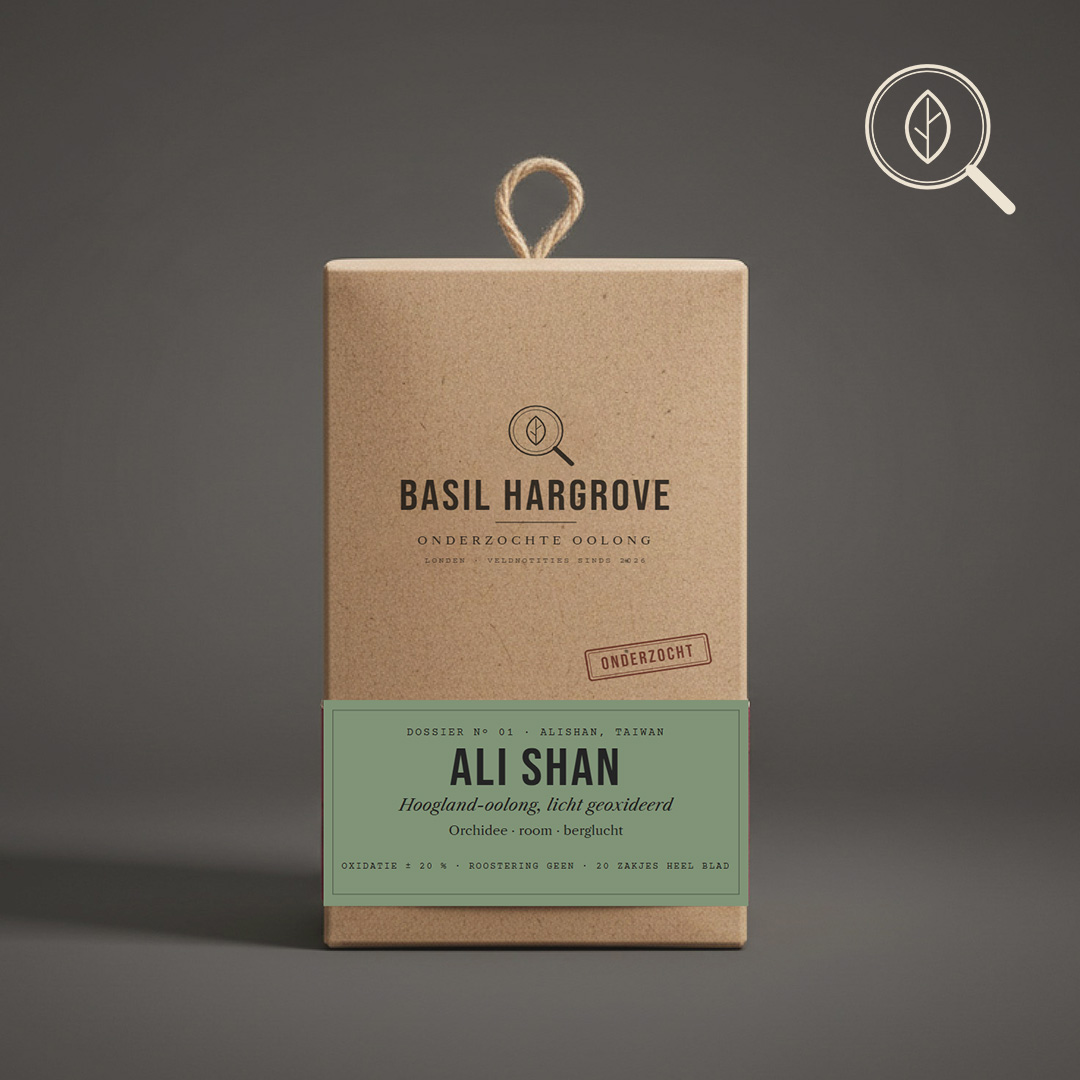 BASIL HARGROVE
ONDERZOCHTE OOLONG
LONDEN · VELDNOTITIES SINDS 2026
ONDERZOCHT
DOSSIER Nº 01 · ALISHAN, TAIWAN
ALI SHAN
Hoogland-oolong, licht geoxideerd
Orchidee · room · berglucht
OXIDATIE ± 20 % · ROOSTERING GEEN · 20 ZAKJES HEEL BLAD